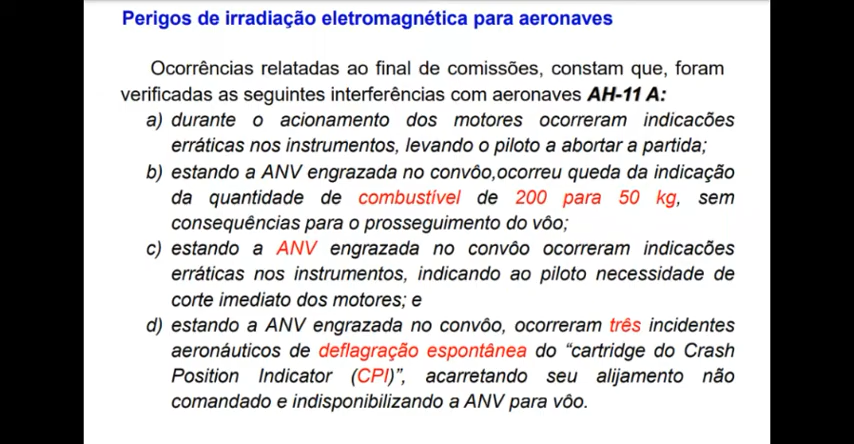 Perigos de irradiação eletromagnética para aeronaves
Ocorrências relatadas ao final de comissões, constam que, foram
verificadas as seguintes interferências com aeronaves AH-11 A:
a) durante o acionamento dos motores ocorreram indicacões
erráticas nos instrumentos, levando o piloto a abortar a partida;
b) estando a ANV engrazada no convôo,ocorreu queda da indicação
da quantidade de combustível de 200 para 50 kg, sem
consequências para o prosseguimento do vôo;
c) estando a ANV engrazada no convôo ocorreram indicacões
erráticas nos instrumentos, indicando ao piloto necessidade de
corte imediato dos motores; e
d) estando a ANV engrazada no convôo, ocorreram três incidentes
aeronáuticos de deflagração espontânea do “cartridge do Crash
Position Indicator (CPI)”, acarretando seu alijamento não
comandado e indisponibilizando a ANV para vôo.